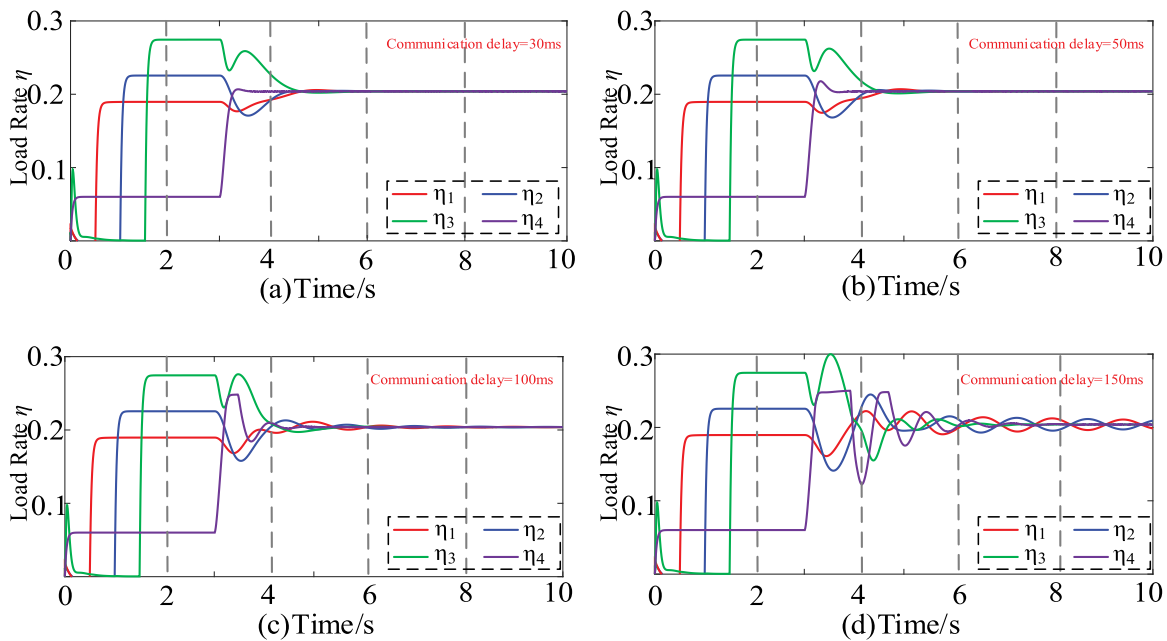 Communication delay=30ms
Load Rate η
0.3
0.2
0.1
0 2 4 6 8 10
η1 η2
η3 η4
(a)Time/s
Communication delay=50ms
Load Rate η
0.3
0.2
0.1
0 2 4 6 8 10
η1 η2
η3 η4
(b)Time/s
Communication delay=100ms
Load Rate η
0.3
0.2
0.1
0 2 4 6 8 10
η1 η2
η3 η4
(c)Time/s
Communication delay=150ms
Load Rate η
0.3
0.2
0.1
0 2 4 6 8 10
η1 η2
η3 η4
(d)Time/s